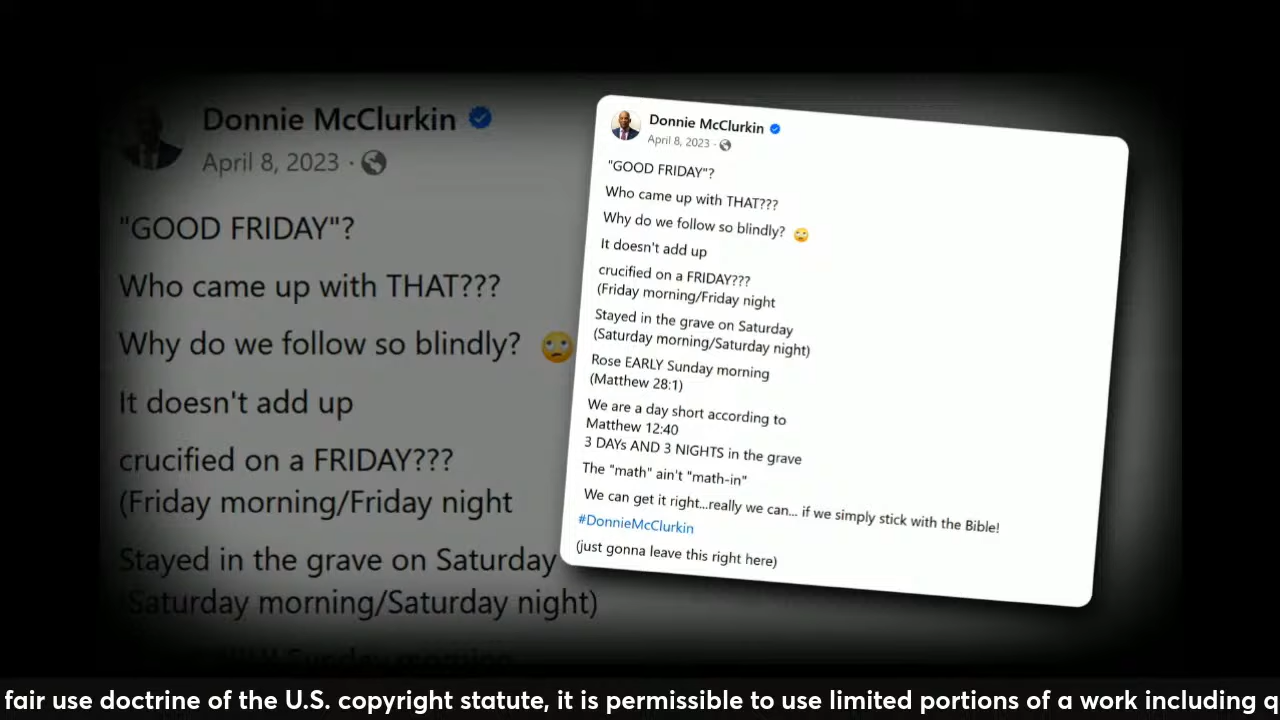 Donnie McClurkin
April 8, 2023 ·
"GOOD FRIDAY"?
Who came up with THAT???
Why do we follow so blindly? 🙄
It doesn't add up
crucified on a FRIDAY???
(Friday morning/Friday night
Stayed in the grave on Saturday
Saturday morning/Saturday night)
Donnie McClurkin
April 8, 2023 ·
"GOOD FRIDAY"?
Who came up with THAT???
Why do we follow so blindly? 🙄
It doesn't add up
crucified on a FRIDAY???
(Friday morning/Friday night
Stayed in the grave on Saturday
(Saturday morning/Saturday night)
Rose EARLY Sunday morning
(Matthew 28:1)
We are a day short according to
Matthew 12:40
3 DAYs AND 3 NIGHTS in the grave
The "math" ain't "math-in"
We can get it right...really we can... if we simply stick with the Bible!
#DonnieMcClurkin
(just gonna leave this right here)
fair use doctrine of the U.S. copyright statute, it is permissible to use limited portions of a work including q